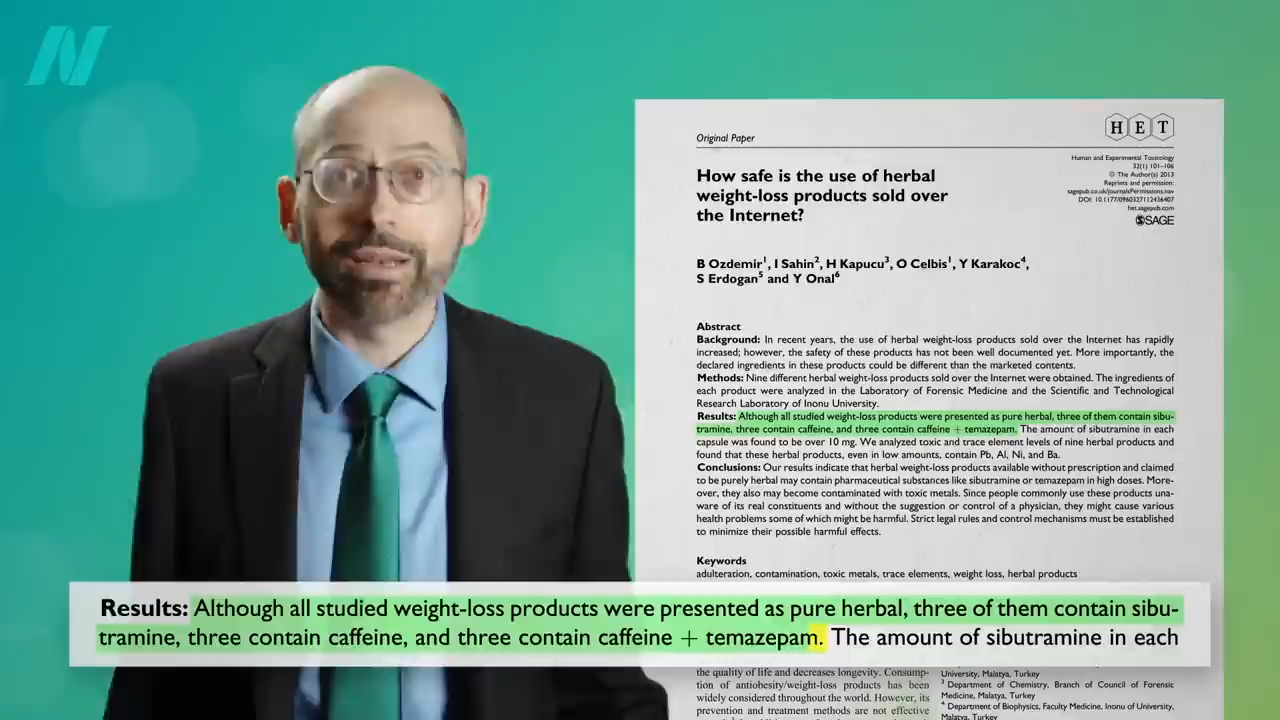 N
Original Paper
HET
Human and Experimental Toxicology
32(1) 101–106
© The Author(s) 2013
Reprints and permission:
sagepub.co.uk/journalsPermissions.nav
DOI: 10.1177/0960327112436407
het.sagepub.com
SAGE
How safe is the use of herbal
weight-loss products sold over
the Internet?
B Ozdemir1, I Sahin2, H Kapucu3, O Celbis1, Y Karakoc4,
S Erdogan5 and Y Onal6
Abstract
Background: In recent years, the use of herbal weight-loss products sold over the Internet has rapidly
increased; however, the safety of these products has not been well documented yet. More importantly, the
declared ingredients in these products could be different than the marketed contents.
Methods: Nine different herbal weight-loss products sold over the Internet were obtained. The ingredients of
each product were analyzed in the Laboratory of Forensic Medicine and the Scientific and Technological
Research Laboratory of Inonu University.
Results: Although all studied weight-loss products were presented as pure herbal, three of them contain sibu-
tramine, three contain caffeine, and three contain caffeine + temazepam. The amount of sibutramine in each
capsule was found to be over 10 mg. We analyzed toxic and trace element levels of nine herbal products and
found that these herbal products, even in low amounts, contain Pb, Al, Ni, and Ba.
Conclusions: Our results indicate that herbal weight-loss products available without prescription and claimed
to be purely herbal may contain pharmaceutical substances like sibutramine or temazepam in high doses. More-
over, they also may become contaminated with toxic metals. Since people commonly use these products una-
ware of its real constituents and without the suggestion or control of a physician, they might cause various
health problems some of which might be harmful. Strict legal rules and control mechanisms must be established
to minimize their possible harmful effects.
Keywords
adulteration, contamination, toxic metals, trace elements, weight loss, herbal products
Results: Although all studied weight-loss products were presented as pure herbal, three of them contain sibu-
tramine, three contain caffeine, and three contain caffeine + temazepam. The amount of sibutramine in each
the quality of life and decreases longevity. Consump-
tion of antiobesity/weight-loss products has been
widely considered throughout the world. However, its
prevention and treatment methods are not effective
University, Malatya, Turkey
3 Department of Chemistry, Branch of Council of Forensic
Medicine, Malatya, Turkey
4 Department of Biophysics, Faculty Medicine, Inonu of University,
Malatya, Turkey